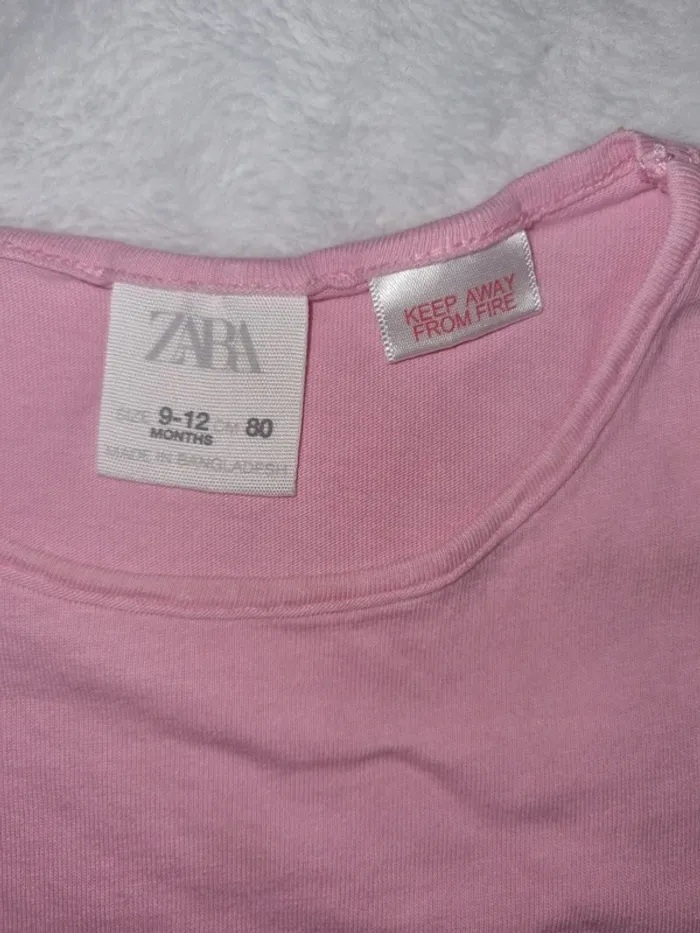 ZARA
SIZE 9-12 CM 80
MONTHS
MADE IN BANGLADESH
KEEP AWAY
FROM FIRE